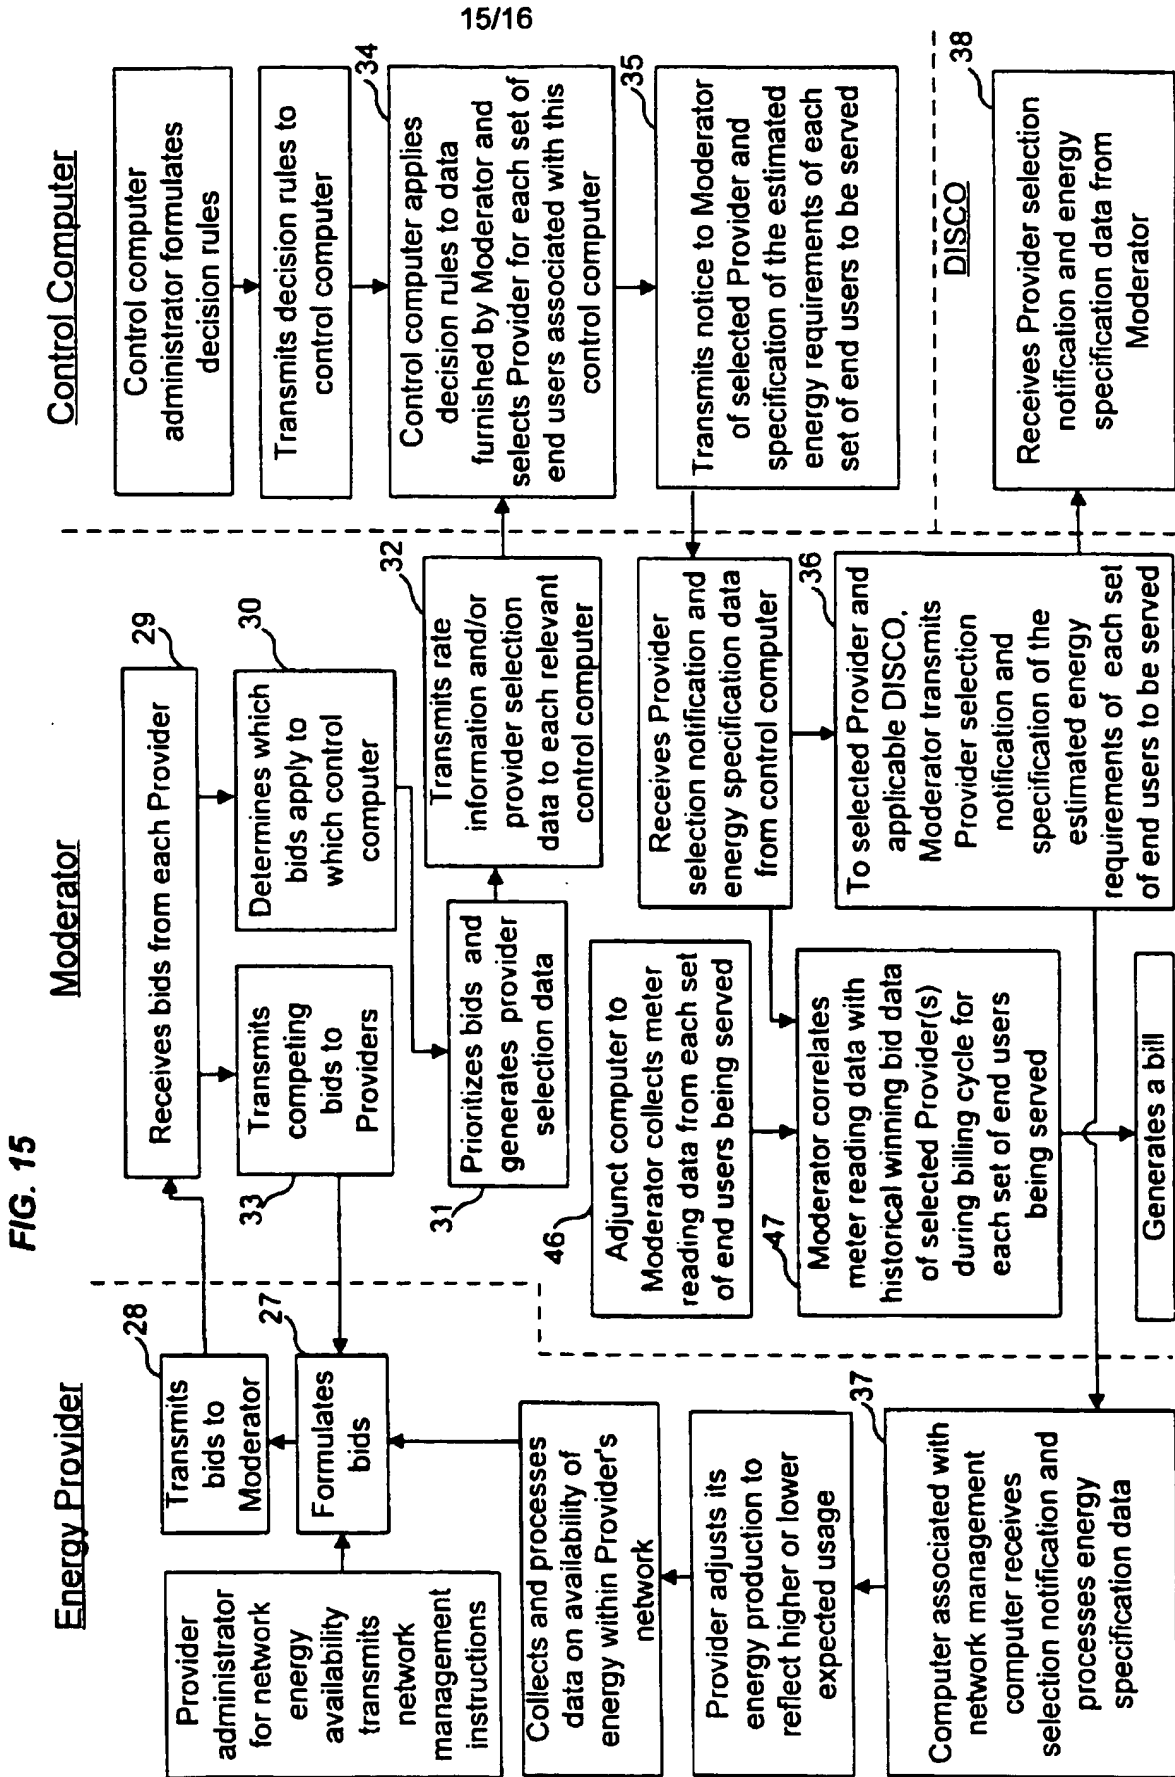 15/16
FIG. 15
Energy Provider
Moderator
Control Computer
Provider
administrator
for network
energy
availability
transmits
network
management
instructions
28
Transmits
bids to
Moderator
27
Formulates
bids
Collects and processes
data on availability of
energy within Provider's
network
Provider adjusts its
energy production to
reflect higher or lower
expected usage
37
Computer associated with
network management
computer receives
selection notification and
processes energy
specification data
29
Receives bids from each Provider
33
Transmits
competing
bids to
Providers
30
Determines which
bids apply to
which control
computer
31
Prioritizes bids and
generates provider
selection data
32
Transmits rate
information and/or
provider selection
data to each relevant
control computer
46
Adjunct computer to
Moderator collects meter
reading data from each set
of end users being served
47
Moderator correlates
meter reading data with
historical winning bid data
of selected Provider(s)
during billing cycle for
each set of end users
being served
Generates a bill
Receives Provider
selection notification and
energy specification data
from control computer
36
To selected Provider and
applicable DISCO,
Moderator transmits
Provider selection
notification and
specification of the
estimated energy
requirements of each set
of end users to be served
Control computer
administrator formulates
decision rules
Transmits decision rules to
control computer
34
Control computer applies
decision rules to data
furnished by Moderator and
selects Provider for each set of
end users associated with this
control computer
35
Transmits notice to Moderator
of selected Provider and
specification of the estimated
energy requirements of each
set of end users to be served
DISCO
38
Receives Provider selection
notification and energy
specification data from
Moderator